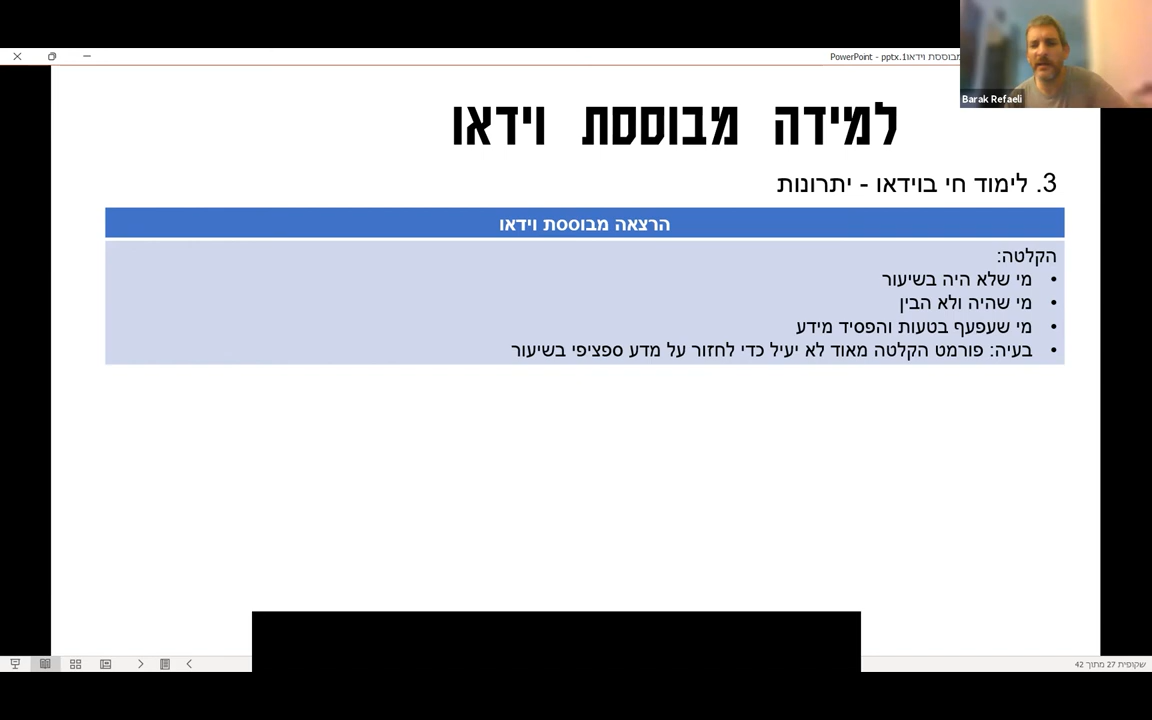 מבוססת וידאו1.pptx - PowerPoint
Barak Refaeli
למידה מבוססת וידאו
3. לימוד חי בוידאו - יתרונות
הרצאה מבוססת וידאו
הקלטה:
• מי שלא היה בשיעור
• מי שהיה ולא הבין
• מי שעפעף בטעות והפסיד מידע
• בעיה: פורמט הקלטה מאוד לא יעיל כדי לחזור על מדע ספציפי בשיעור
שקופית 27 מתוך 42